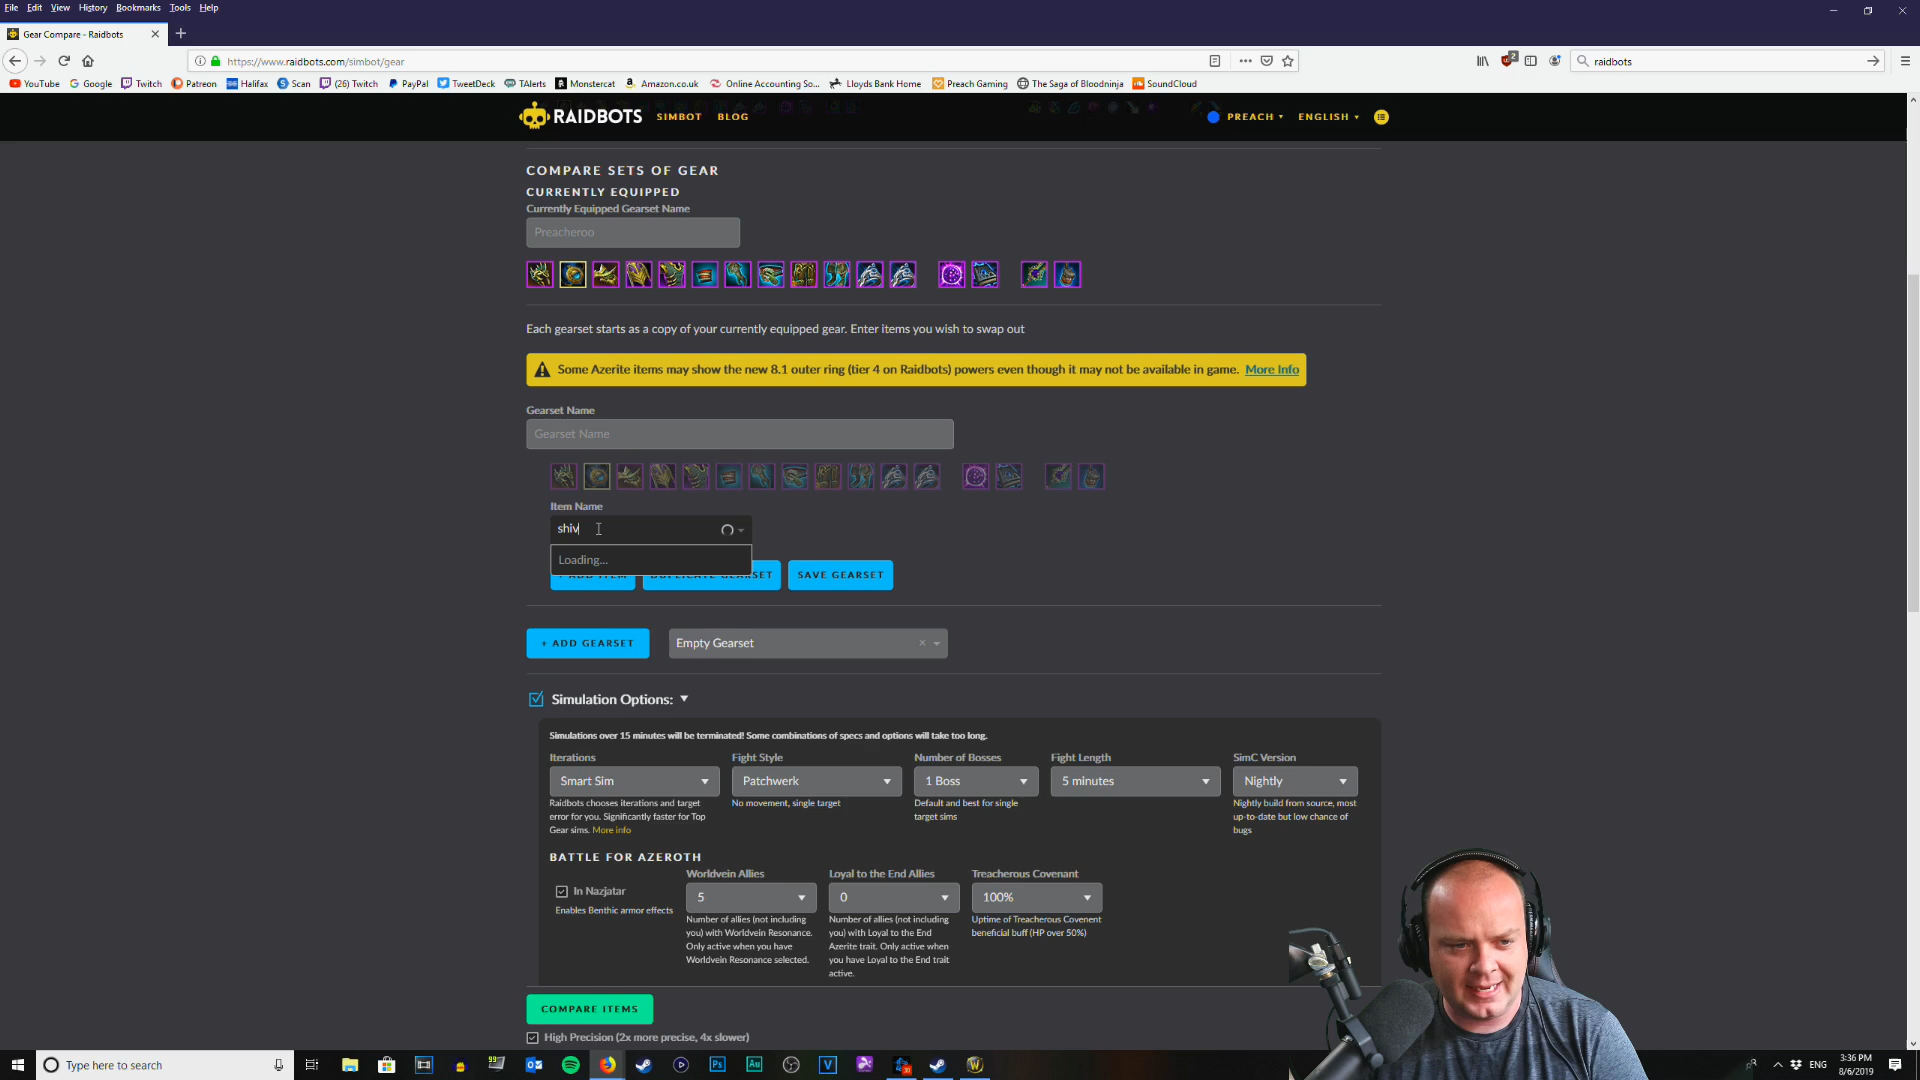 File Edit View History Bookmarks Tools Help
Gear Compare - Raidbots
https://www.raidbots.com/simbot/gear
raidbots
2
YouTube Google Twitch Patreon Halifax Scan (26) Twitch PayPal TweetDeck TAlerts Monstercat Amazon.co.uk Online Accounting So... Lloyds Bank Home Preach Gaming The Saga of Bloodninja SoundCloud
RAIDBOTS SIMBOT BLOG PREACH ENGLISH
COMPARE SETS OF GEAR
CURRENTLY EQUIPPED
Currently Equipped Gearset Name
Preacheroo
Each gearset starts as a copy of your currently equipped gear. Enter items you wish to swap out
Some Azerite items may show the new 8.1 outer ring (tier 4 on Raidbots) powers even though it may not be available in game. More Info
Gearset Name
Gearset Name
Item Name
shiv
Loading...
+ ADD ITEM DUPLICATE GEARSET SAVE GEARSET
+ ADD GEARSET Empty Gearset
Simulation Options:
Simulations over 15 minutes will be terminated! Some combinations of specs and options will take too long.
Iterations Fight Style Number of Bosses Fight Length SimC Version
Smart Sim Patchwerk 1 Boss 5 minutes Nightly
Raidbots chooses iterations and target error for you. Significantly faster for Top Gear sims. More info
No movement, single target
Default and best for single target sims
Nightly build from source, most up-to-date but low chance of bugs
BATTLE FOR AZEROTH
Worldvein Allies Loyal to the End Allies Treacherous Covenant
In Nazjatar 5 0 100%
Enables Benthic armor effects
Number of allies (not including you) with Worldvein Resonance. Only active when you have Worldvein Resonance selected.
Number of allies (not including you) with Loyal to the End Azerite trait. Only active when you have Loyal to the End trait active.
Uptime of Treacherous Covenent beneficial buff (HP over 50%)
COMPARE ITEMS
High Precision (2x more precise, 4x slower)
Type here to search
ENG
3:36 PM
8/6/2019